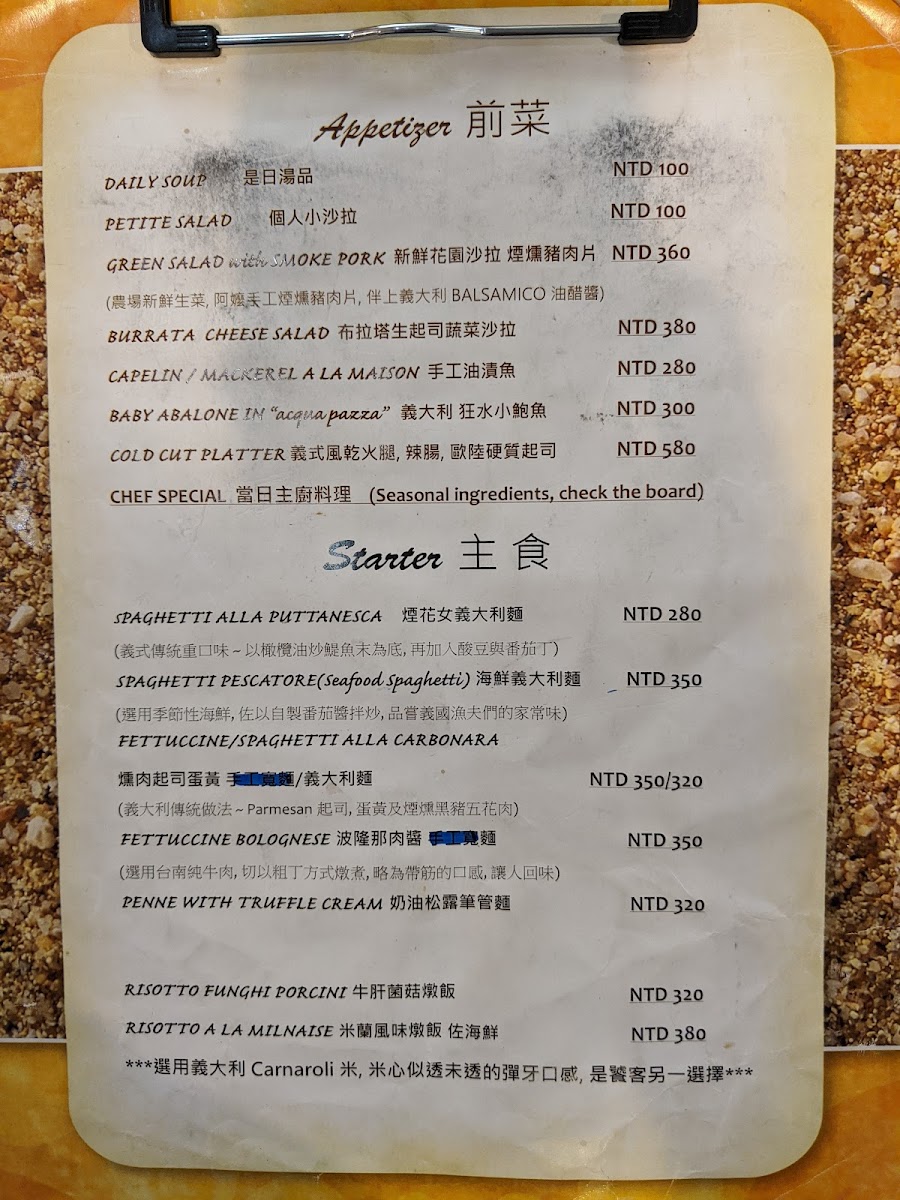 Appetizer 前菜
DAILY SOUP 是日湯品 NTD 100
PETITE SALAD 個人小沙拉 NTD 100
GREEN SALAD with SMOKE PORK 新鮮花園沙拉 煙燻豬肉片 NTD 360
(農場新鮮生菜, 阿嬤手工煙燻豬肉片, 伴上義大利 BALSAMICO 油醋醬)
BURRATA CHEESE SALAD 布拉塔生起司蔬菜沙拉 NTD 380
CAPELIN / MACKEREL A LA MAISON 手工油漬魚 NTD 280
BABY ABALONE IN “acqua pazza” 義大利 狂水小鮑魚 NTD 300
COLD CUT PLATTER 義式風乾火腿, 辣腸, 歐陸硬質起司 NTD 580
CHEF SPECIAL 當日主廚料理 (Seasonal ingredients, check the board)
Starter 主食
SPAGHETTI ALLA PUTTANESCA 煙花女義大利麵 NTD 280
(義式傳統重口味 ~ 以橄欖油炒鯷魚末為底, 再加入酸豆與番茄丁)
SPAGHETTI PESCATORE(Seafood Spaghetti) 海鮮義大利麵 NTD 350
(選用季節性海鮮, 佐以自製番茄醬拌炒, 品嘗義國漁夫們的家常味)
FETTUCCINE/SPAGHETTI ALLA CARBONARA
燻肉起司蛋黃 手工寬麵/義大利麵 NTD 350/320
(義大利傳統做法 ~ Parmesan 起司, 蛋黃及煙燻黑豬五花肉)
FETTUCCINE BOLOGNESE 波隆那肉醬 手工寬麵 NTD 350
(選用台南純牛肉, 切以粗丁方式燉煮, 略為帶筋的口感, 讓人回味)
PENNE WITH TRUFFLE CREAM 奶油松露筆管麵 NTD 320
RISOTTO FUNGHI PORCINI 牛肝菌菇燉飯 NTD 320
RISOTTO A LA MILNAISE 米蘭風味燉飯 佐海鮮 NTD 380
***選用義大利 Carnaroli 米, 米心似透未透的彈牙口感, 是饕客另一選擇***